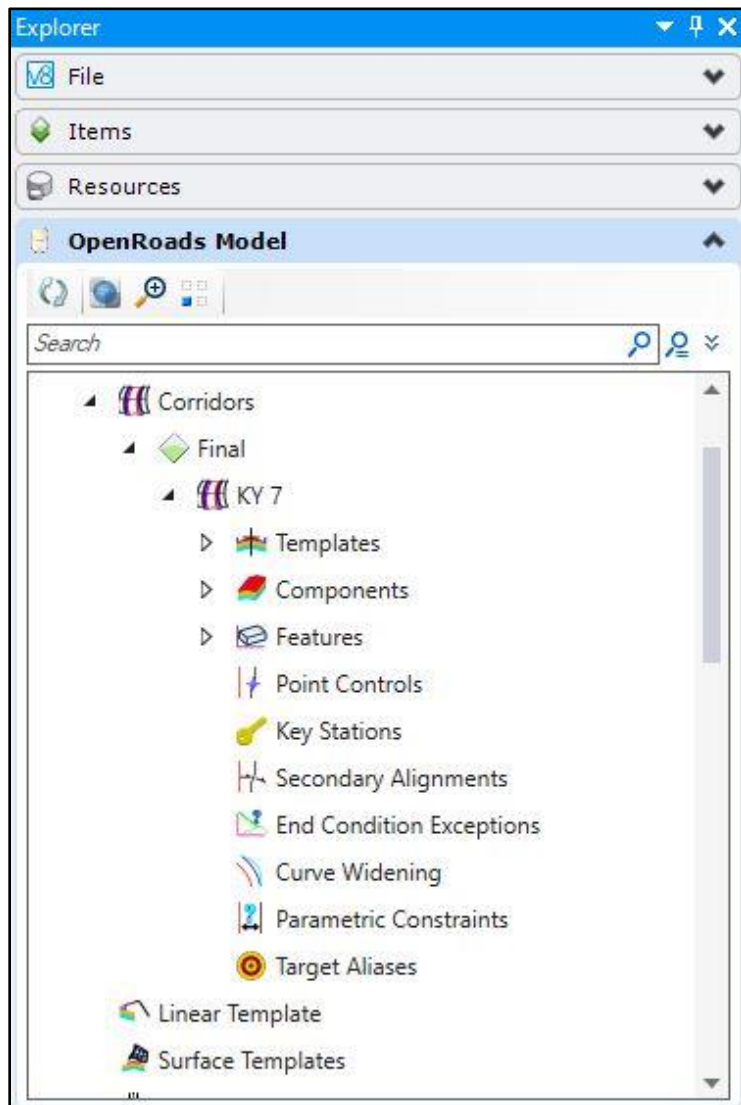 Explorer
V8 File
Items
Resources
OpenRoads Model
Search
Corridors
Final
KY 7
Templates
Components
Features
Point Controls
Key Stations
Secondary Alignments
End Condition Exceptions
Curve Widening
Parametric Constraints
Target Aliases
Linear Template
Surface Templates